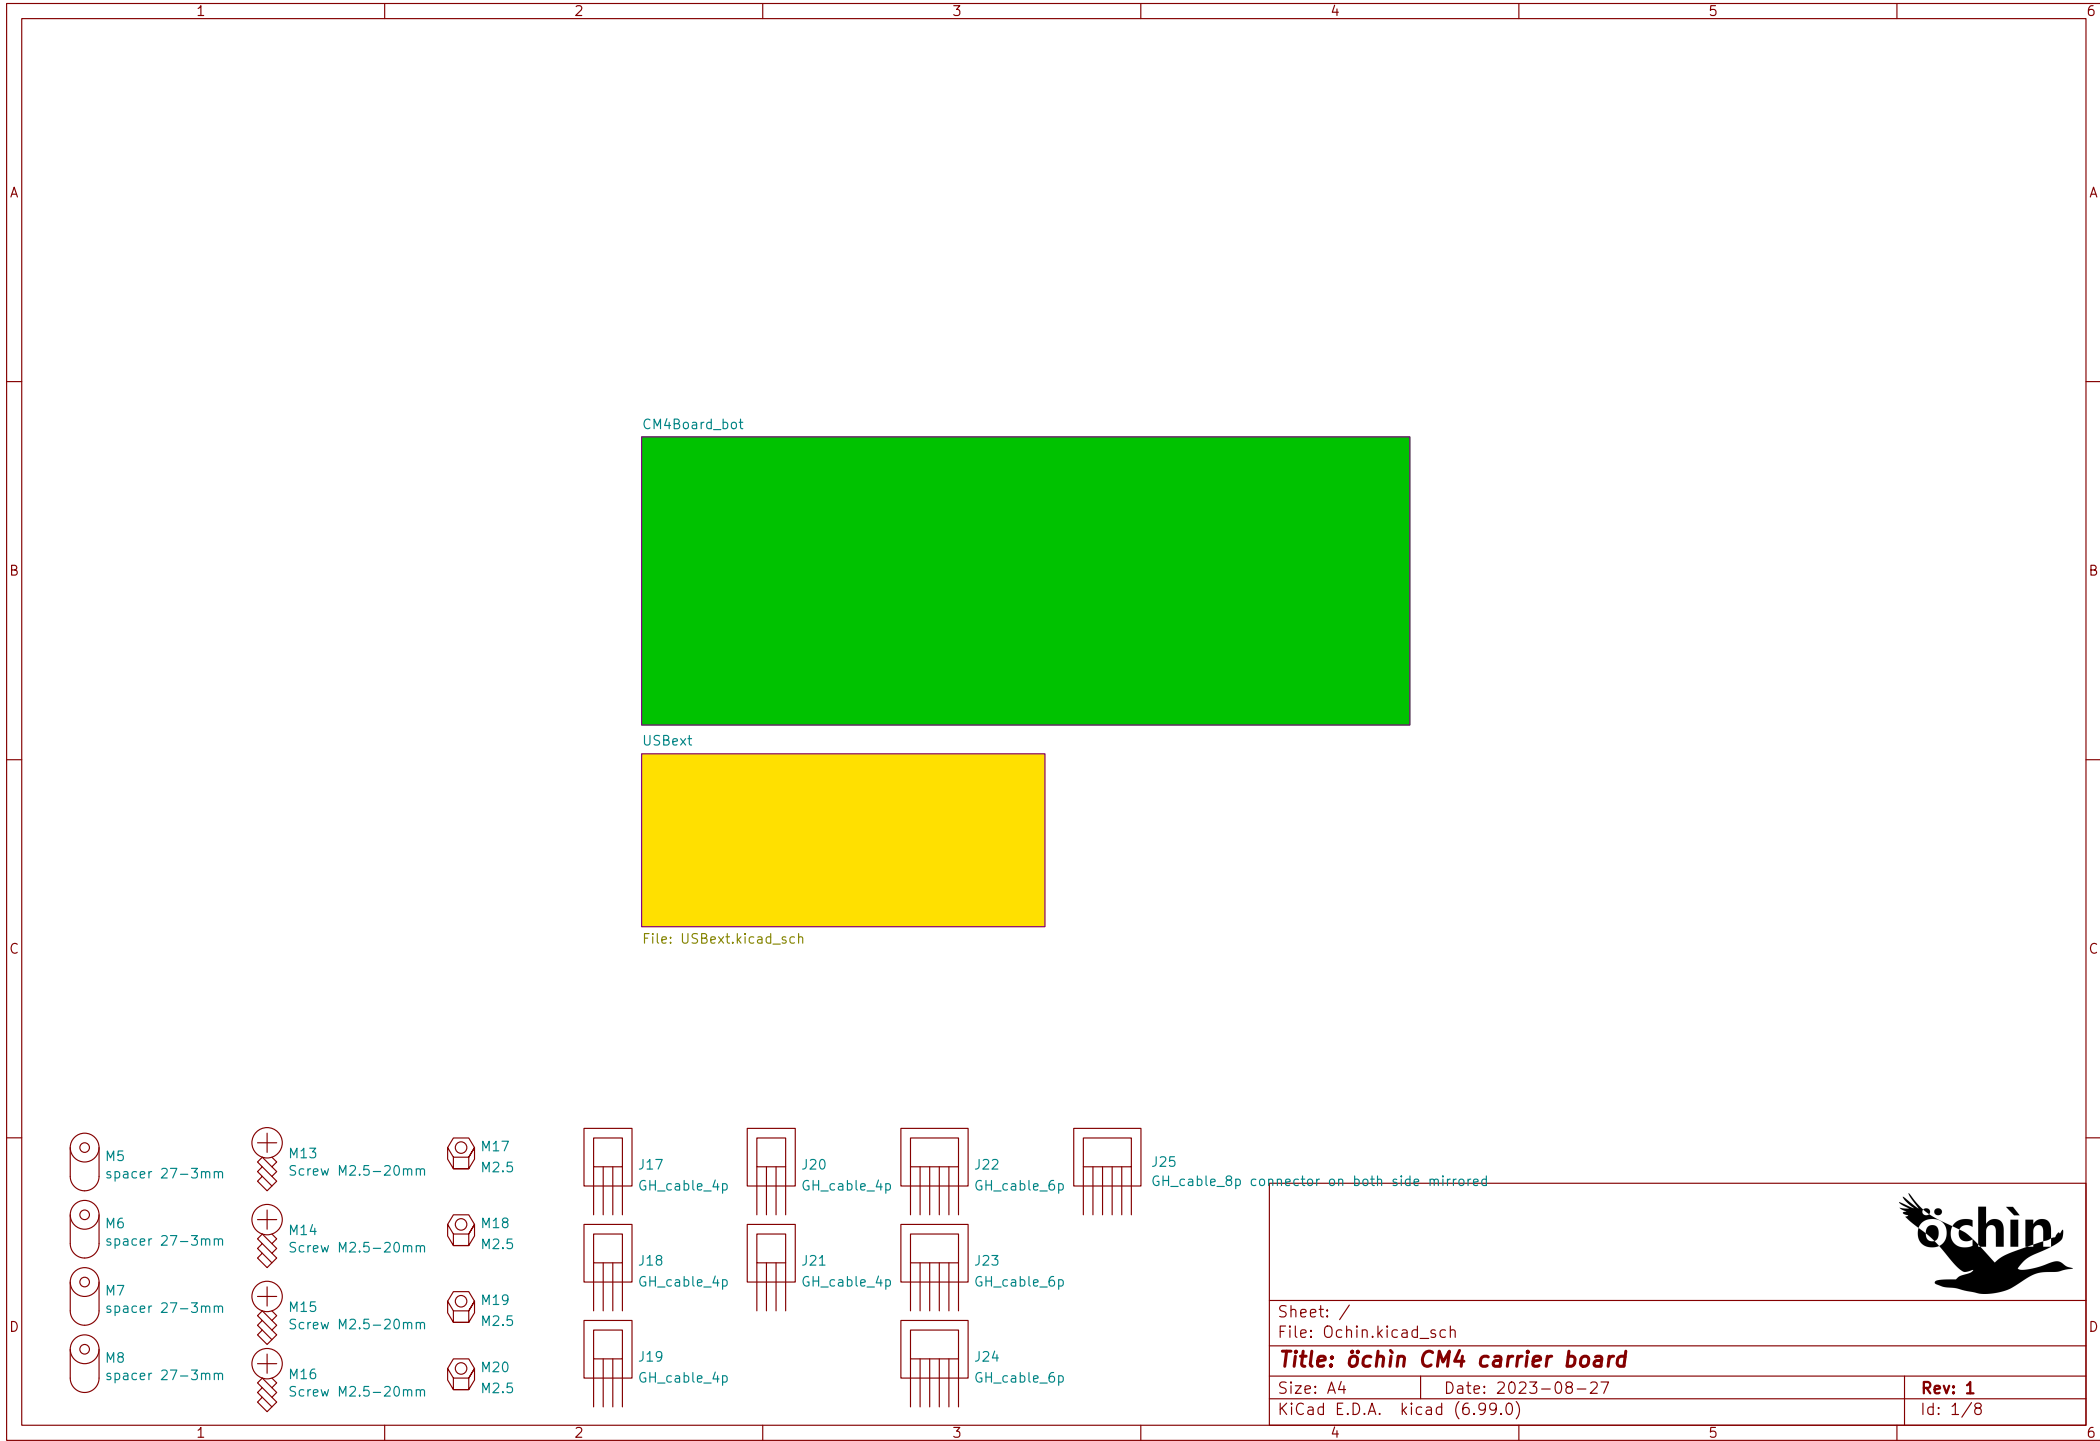 1 2 3 4 5 6
A A
CM4Board_bot
B B
USBext
File: USBext.kicad_sch
C C
M5
spacer 27-3mm
M6
spacer 27-3mm
M7
spacer 27-3mm
M8
spacer 27-3mm
M13
Screw M2.5-20mm
M14
Screw M2.5-20mm
M15
Screw M2.5-20mm
M16
Screw M2.5-20mm
M17
M2.5
M18
M2.5
M19
M2.5
M20
M2.5
J17
GH_cable_4p
J18
GH_cable_4p
J19
GH_cable_4p
J20
GH_cable_4p
J21
GH_cable_4p
J22
GH_cable_6p
J23
GH_cable_6p
J24
GH_cable_6p
J25
GH_cable_8p connector on both side mirrored
öchìn
D D
Sheet: /
File: Ochin.kicad_sch
Title: öchìn CM4 carrier board
Size: A4 Date: 2023-08-27 Rev: 1
KiCad E.D.A. kicad (6.99.0) Id: 1/8
1 2 3 4 5 6